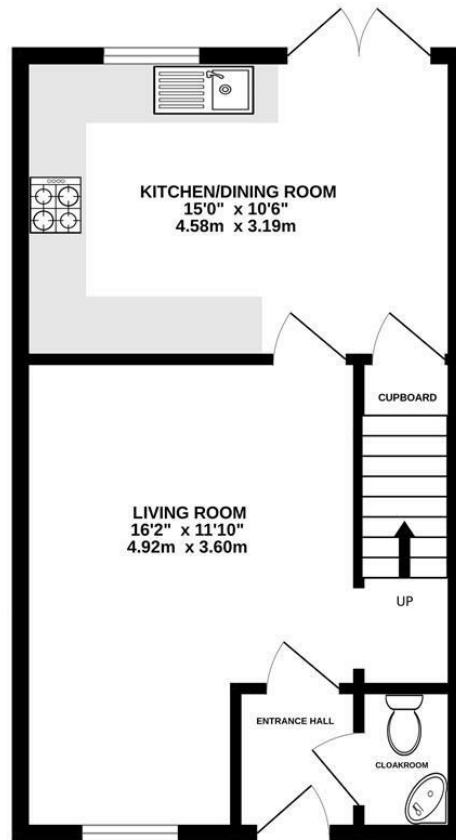 KITCHEN/DINING ROOM
15'0" x 10'6"
4.58m x 3.19m
CUPBOARD
LIVING ROOM
16'2" x 11'10"
4.92m x 3.60m
UP
ENTRANCE HALL
CLOAKROOM